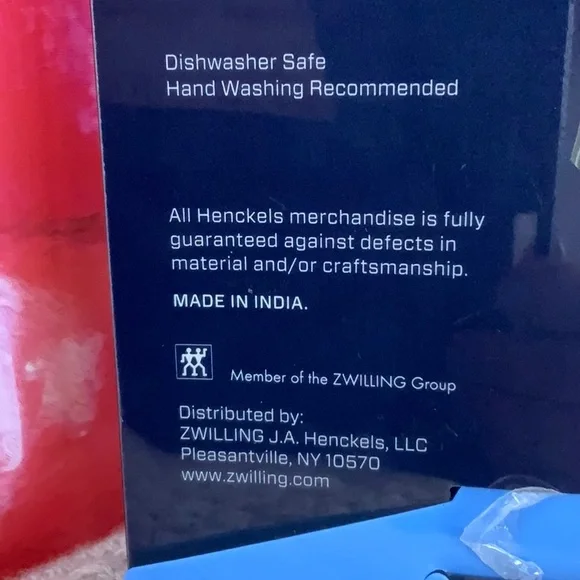 Dishwasher Safe
Hand Washing Recommended
All Henckels merchandise is fully
guaranteed against defects in
material and/or craftsmanship.
MADE IN INDIA.
Member of the ZWILLING Group
Distributed by:
ZWILLING J.A. Henckels, LLC
Pleasantville, NY 10570
www.zwilling.com